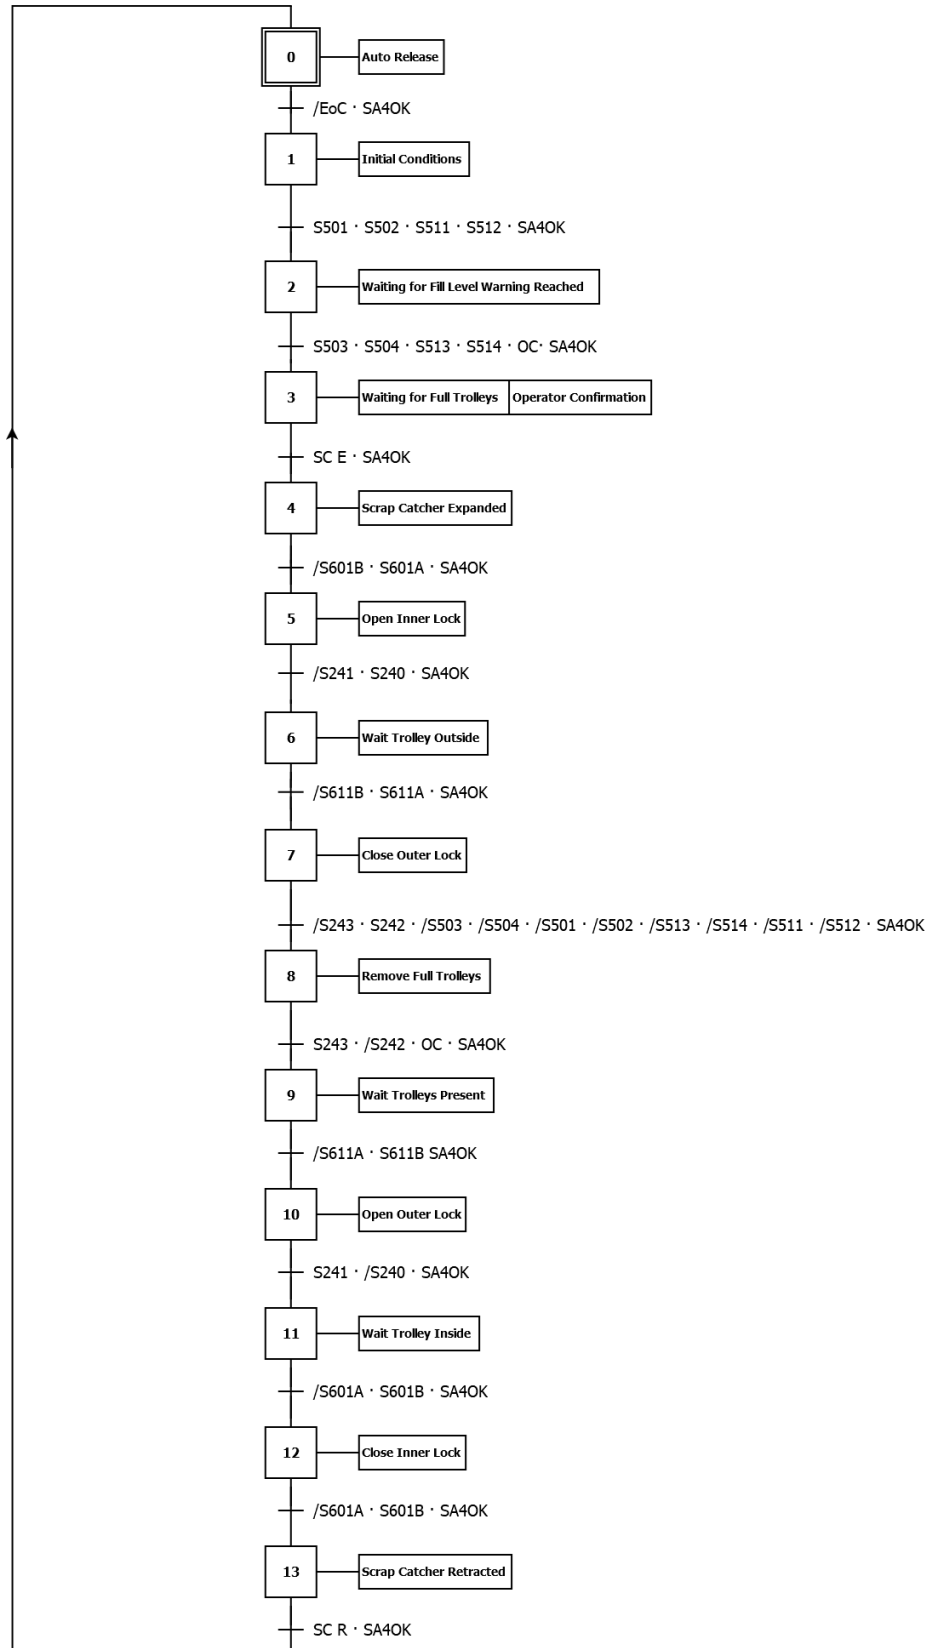 0
Auto Release
/EoC · SA4OK
1
Initial Conditions
S501 · S502 · S511 · S512 · SA4OK
2
Waiting for Fill Level Warning Reached
S503 · S504 · S513 · S514 · OC· SA4OK
3
Waiting for Full Trolleys
Operator Confirmation
SC E · SA4OK
4
Scrap Catcher Expanded
/S601B · S601A · SA4OK
5
Open Inner Lock
/S241 · S240 · SA4OK
6
Wait Trolley Outside
/S611B · S611A · SA4OK
7
Close Outer Lock
/S243 · S242 · /S503 · /S504 · /S501 · /S502 · /S513 · /S514 · /S511 · /S512 · SA4OK
8
Remove Full Trolleys
S243 · /S242 · OC · SA4OK
9
Wait Trolleys Present
/S611A · S611B SA4OK
10
Open Outer Lock
S241 · /S240 · SA4OK
11
Wait Trolley Inside
/S601A · S601B · SA4OK
12
Close Inner Lock
/S601A · S601B · SA4OK
13
Scrap Catcher Retracted
SC R · SA4OK